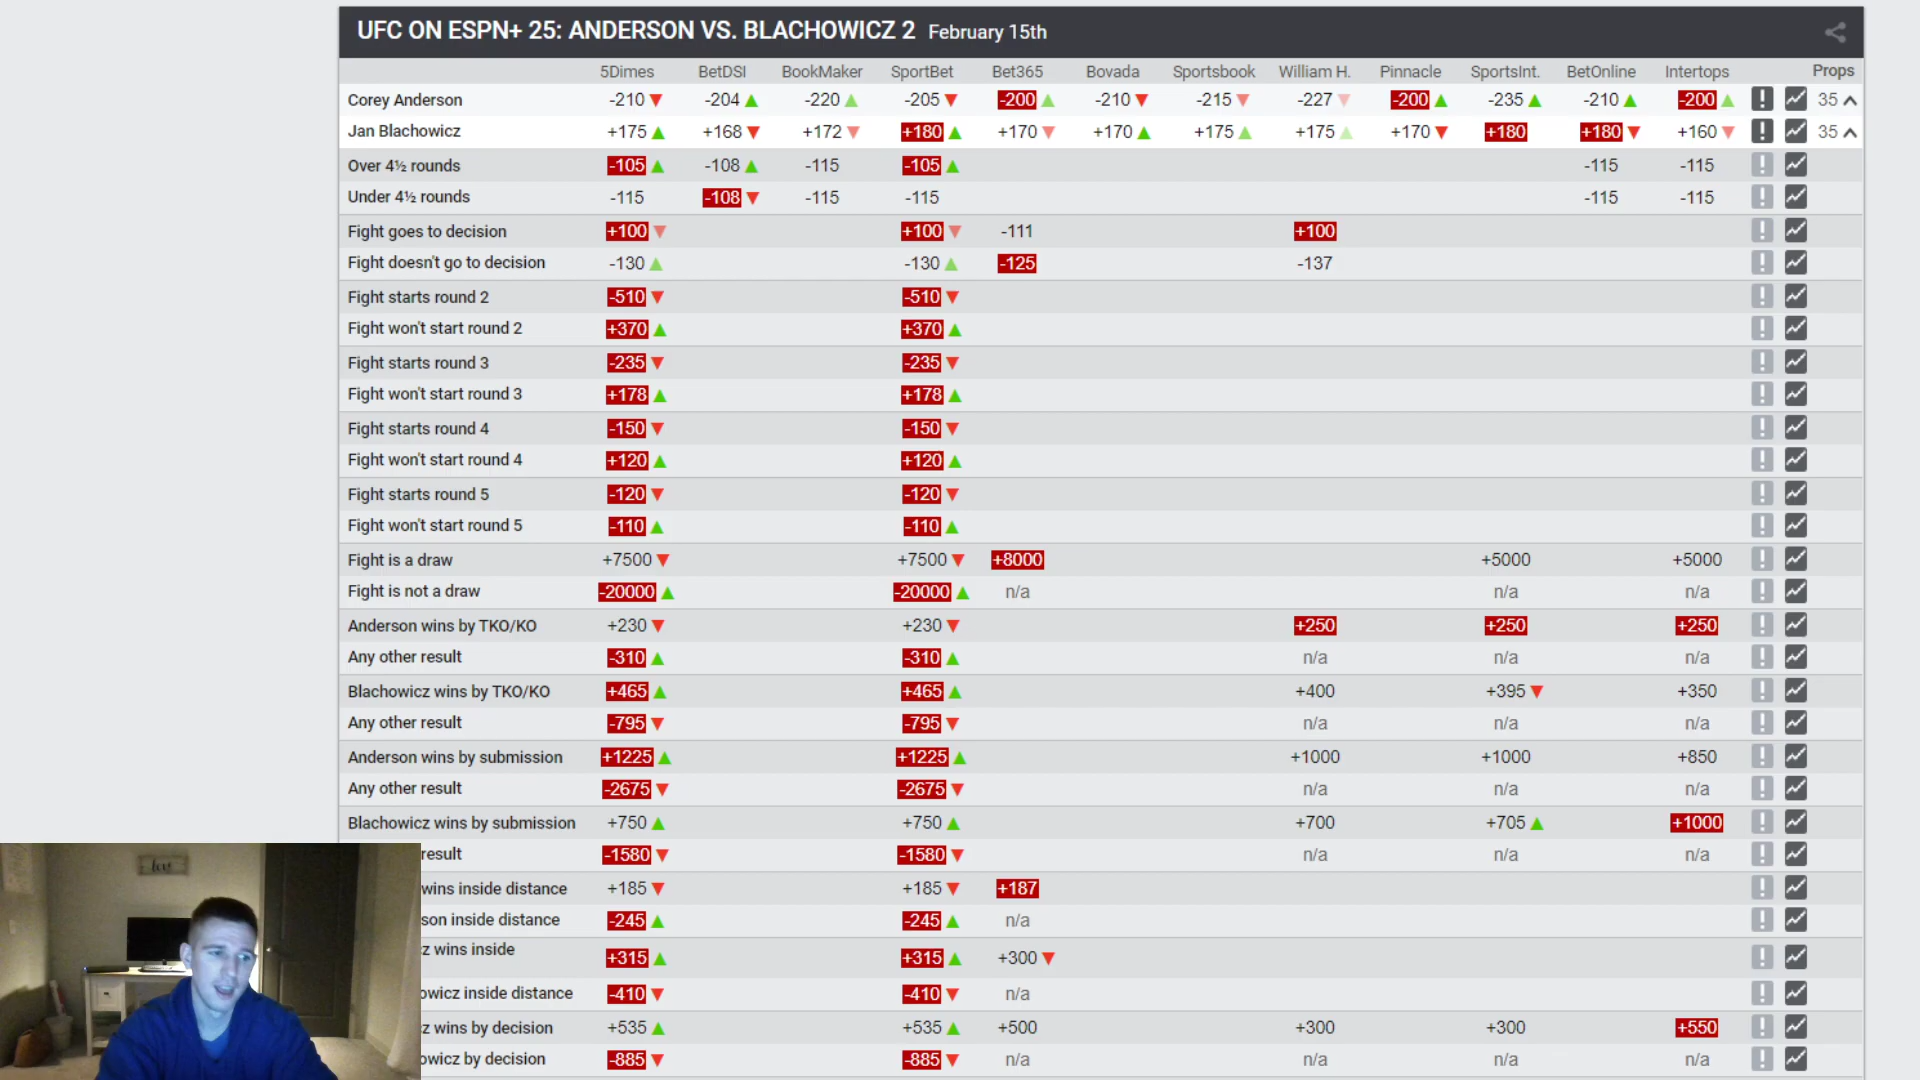 UFC ON ESPN+ 25: ANDERSON VS. BLACHOWICZ 2 February 15th
5Dimes BetDSI BookMaker SportBet Bet365 Bovada Sportsbook William H. Pinnacle SportsInt. BetOnline Intertops Props
Corey Anderson -210 -204 -220 -205 -200 -210 -215 -227 -200 -235 -210 -200 35
Jan Blachowicz +175 +168 +172 +180 +170 +170 +175 +175 +170 +180 +180 +160 35
Over 4½ rounds -105 -108 -115 -105 -115 -115
Under 4½ rounds -115 -108 -115 -115 -115 -115
Fight goes to decision +100 +100 -111 +100
Fight doesn't go to decision -130 -130 -125 -137
Fight starts round 2 -510 -510
Fight won't start round 2 +370 +370
Fight starts round 3 -235 -235
Fight won't start round 3 +178 +178
Fight starts round 4 -150 -150
Fight won't start round 4 +120 +120
Fight starts round 5 -120 -120
Fight won't start round 5 -110 -110
Fight is a draw +7500 +7500 +8000 +5000 +5000
Fight is not a draw -20000 -20000 n/a n/a n/a
Anderson wins by TKO/KO +230 +230 +250 +250 +250
Any other result -310 -310 n/a n/a n/a
Blachowicz wins by TKO/KO +465 +465 +400 +395 +350
Any other result -795 -795 n/a n/a n/a
Anderson wins by submission +1225 +1225 +1000 +1000 +850
Any other result -2675 -2675 n/a n/a n/a
Blachowicz wins by submission +750 +750 +700 +705 +1000
result -1580 -1580 n/a n/a n/a
wins inside distance +185 +185 +187
son inside distance -245 -245 n/a
cz wins inside +315 +315 +300
owicz inside distance -410 -410 n/a
cz wins by decision +535 +535 +500 +300 +300 +550
owicz by decision -885 -885 n/a n/a n/a n/a